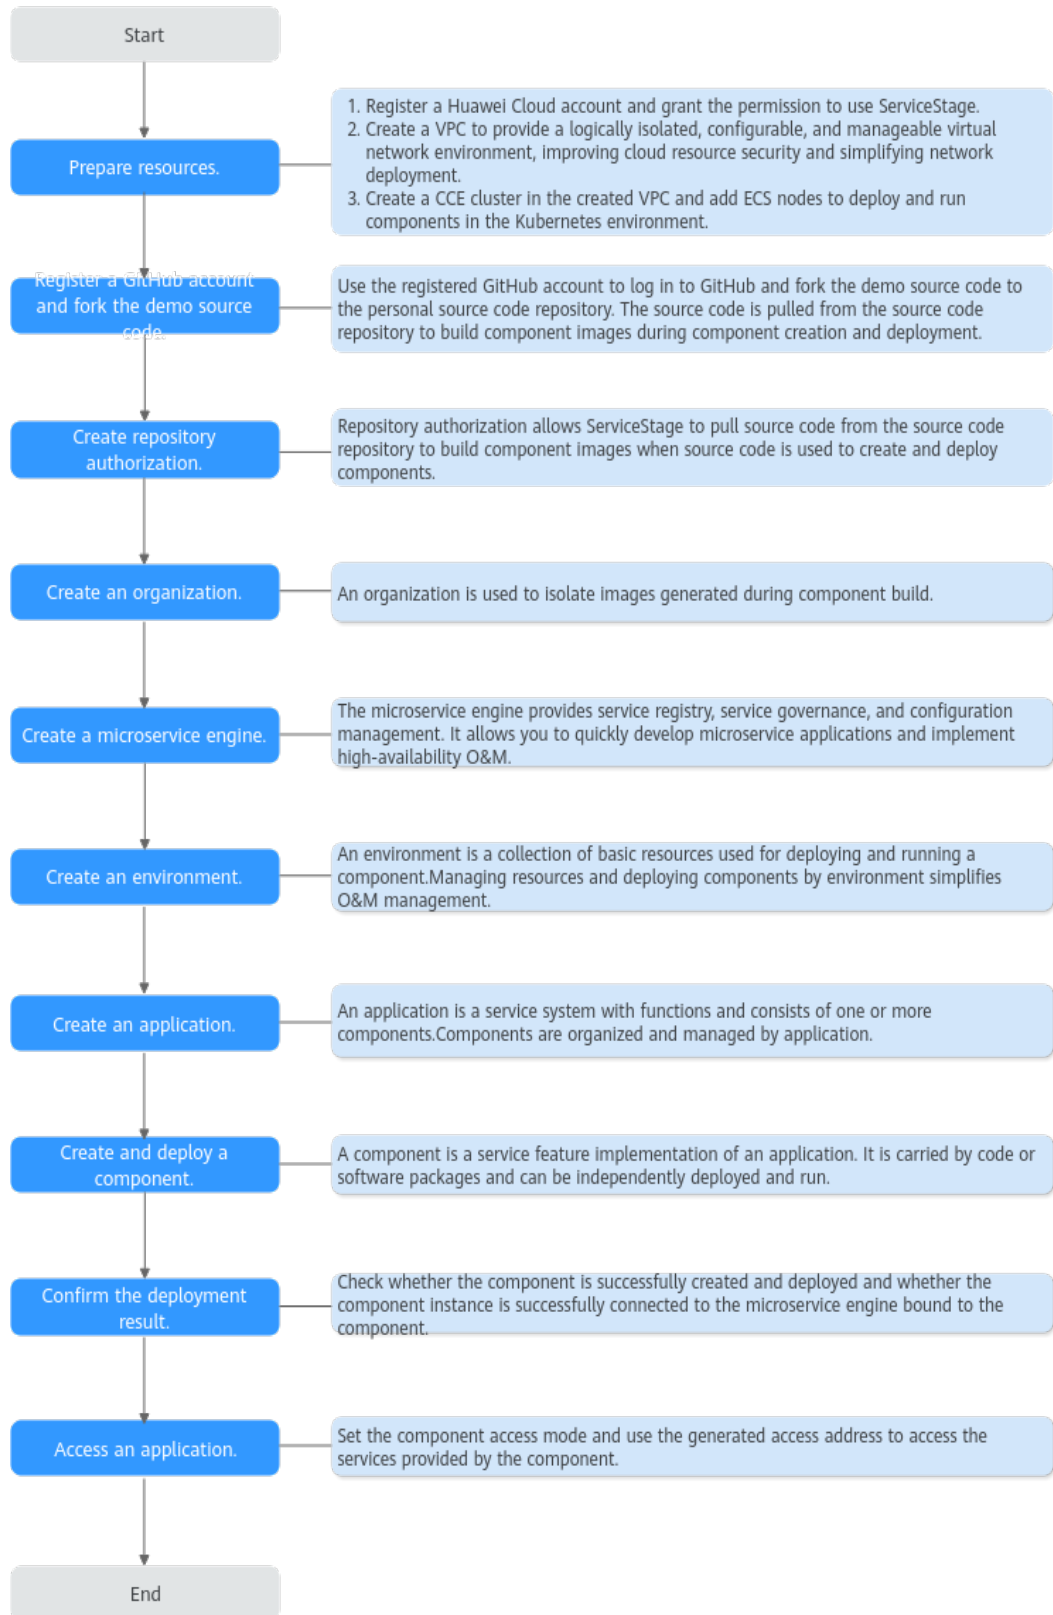 Start
Prepare resources.
1. Register a Huawei Cloud account and grant the permission to use ServiceStage.
2. Create a VPC to provide a logically isolated, configurable, and manageable virtual
network environment, improving cloud resource security and simplifying network
deployment.
3. Create a CCE cluster in the created VPC and add ECS nodes to deploy and run
components in the Kubernetes environment.
Register a GitHub account
and fork the demo source
code.
Use the registered GitHub account to log in to GitHub and fork the demo source code to
the personal source code repository. The source code is pulled from the source code
repository to build component images during component creation and deployment.
Create repository
authorization.
Repository authorization allows ServiceStage to pull source code from the source code
repository to build component images when source code is used to create and deploy
components.
Create an organization.
An organization is used to isolate images generated during component build.
Create a microservice engine.
The microservice engine provides service registry, service governance, and configuration
management. It allows you to quickly develop microservice applications and implement
high-availability O&M.
Create an environment.
An environment is a collection of basic resources used for deploying and running a
component.Managing resources and deploying components by environment simplifies
O&M management.
Create an application.
An application is a service system with functions and consists of one or more
components.Components are organized and managed by application.
Create and deploy a
component.
A component is a service feature implementation of an application. It is carried by code or
software packages and can be independently deployed and run.
Confirm the deployment
result.
Check whether the component is successfully created and deployed and whether the
component instance is successfully connected to the microservice engine bound to the
component.
Access an application.
Set the component access mode and use the generated access address to access the
services provided by the component.
End